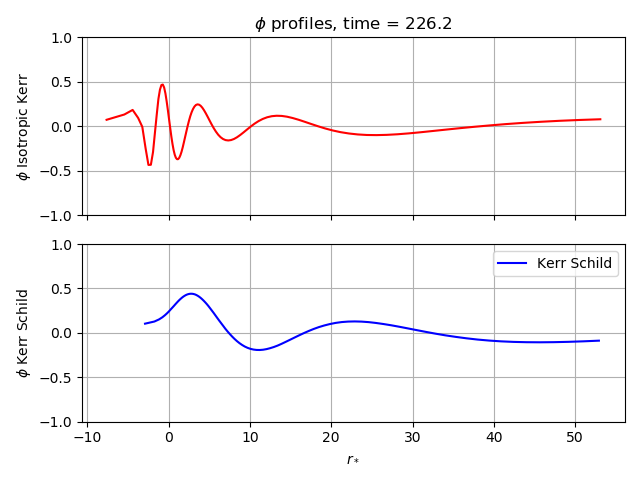 ϕ profiles, time = 226.2
1.0
0.5
0.0
−0.5
−1.0
ϕ Isotropic Kerr
1.0
0.5
0.0
−0.5
−1.0
ϕ Kerr Schild
Kerr Schild
−10 0 10 20 30 40 50
r*